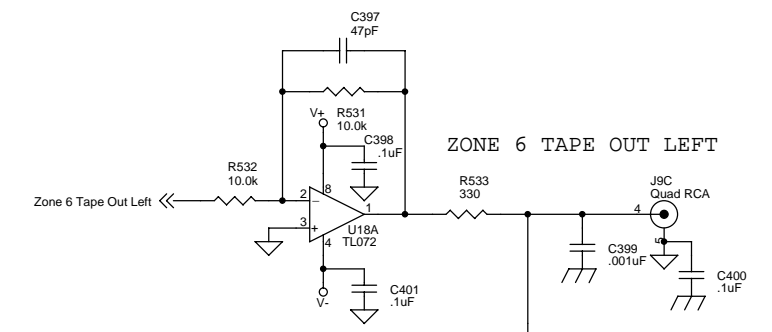 C397
47pF
R531
10.0k
V+
C398
.1uF
ZONE 6 TAPE OUT LEFT
R532
10.0k
R533
330
J9C
Quad RCA
Zone 6 Tape Out Left
2
8
1
4
3
4
U18A
TL072
5
C399
.001uF
C400
.1uF
C401
.1uF
V-